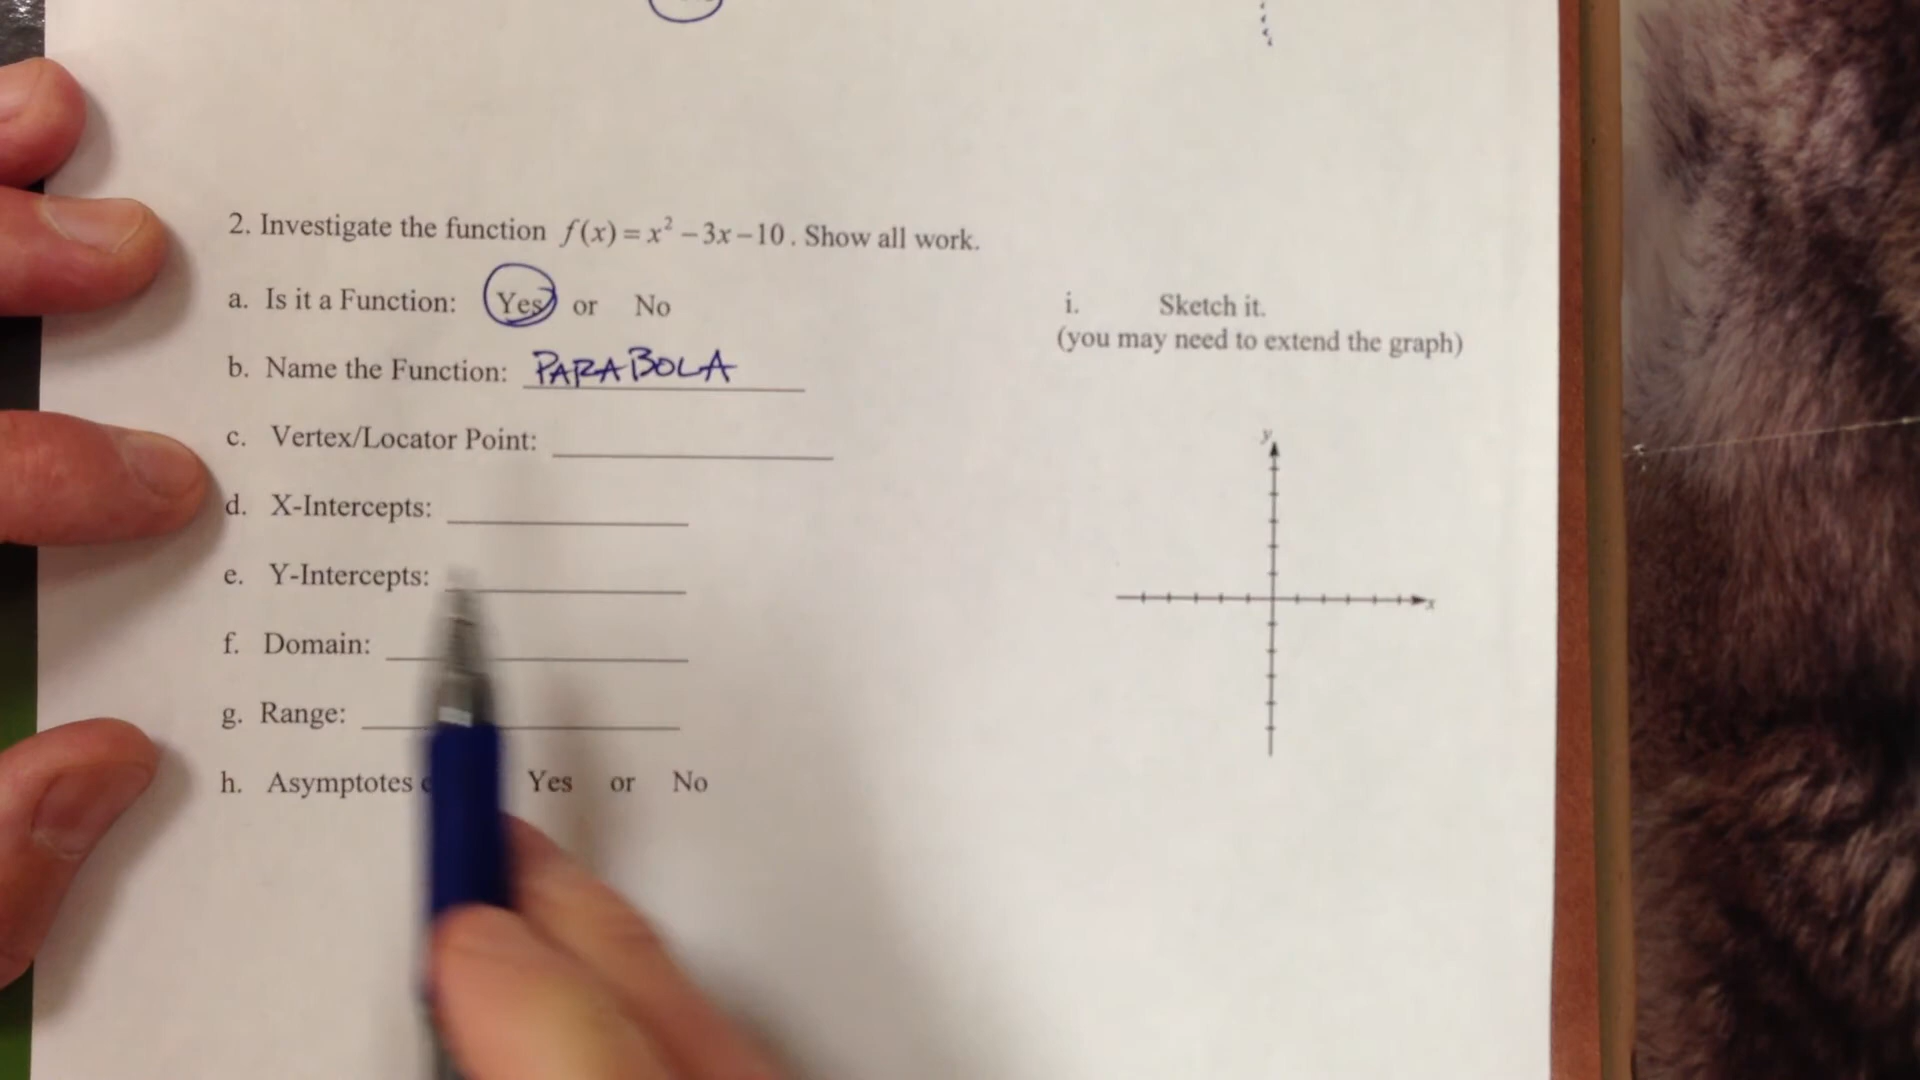 2. Investigate the function f(x) = x² − 3x − 10. Show all work.
a. Is it a Function: Yes or No
b. Name the Function: PARABOLA
c. Vertex/Locator Point:
d. X-Intercepts:
e. Y-Intercepts:
f. Domain:
g. Range:
h. Asymptotes Yes or No
i. Sketch it.
(you may need to extend the graph)
y
x